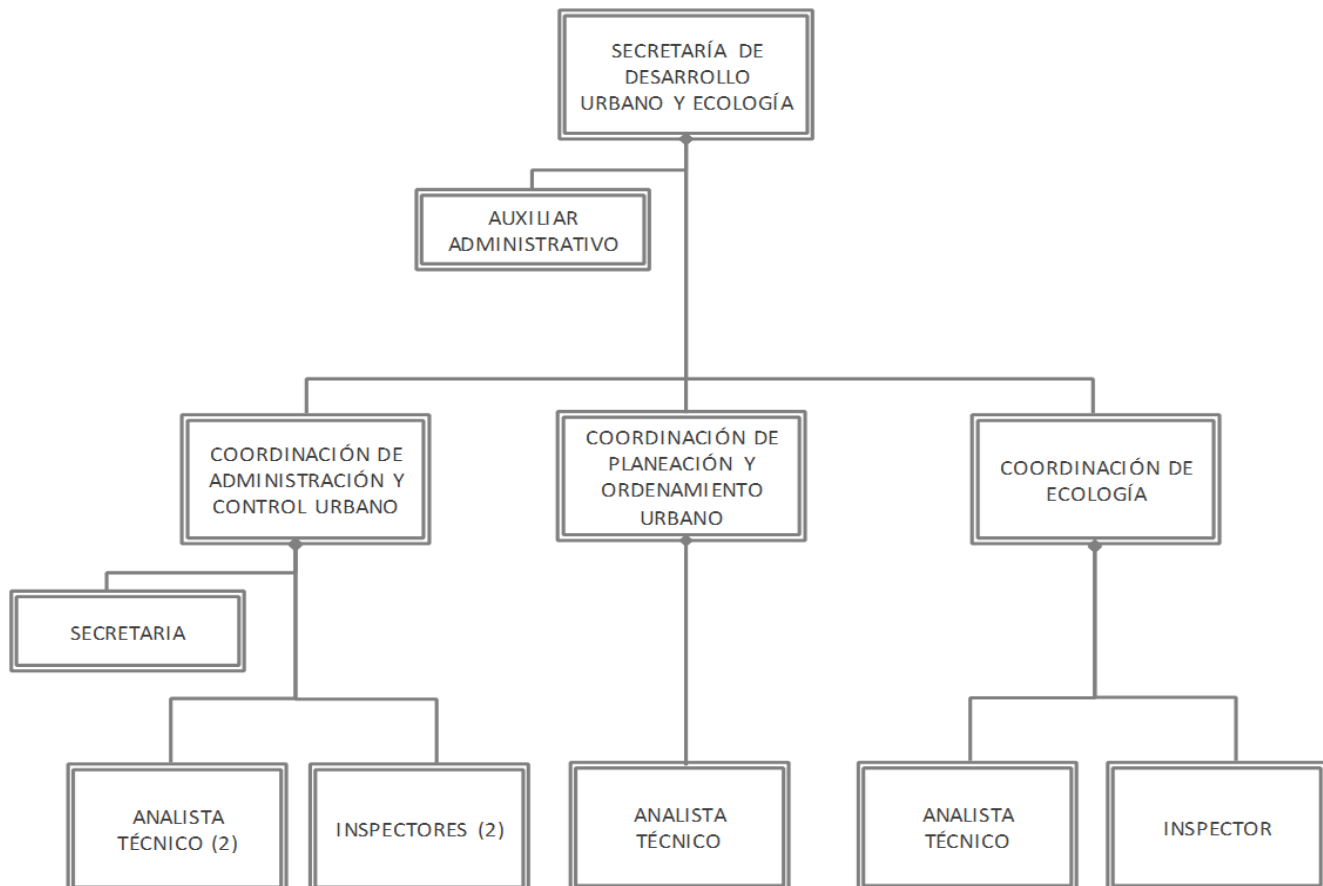 SECRETARÍA DE
DESARROLLO
URBANO Y ECOLOGÍA
AUXILIAR
ADMINISTRATIVO
COORDINACIÓN DE
ADMINISTRACIÓN Y
CONTROL URBANO
COORDINACIÓN DE
PLANEACIÓN Y
ORDENAMIENTO
URBANO
COORDINACIÓN DE
ECOLOGÍA
SECRETARIA
ANALISTA
TÉCNICO (2)
INSPECTORES (2)
ANALISTA
TÉCNICO
ANALISTA
TÉCNICO
INSPECTOR